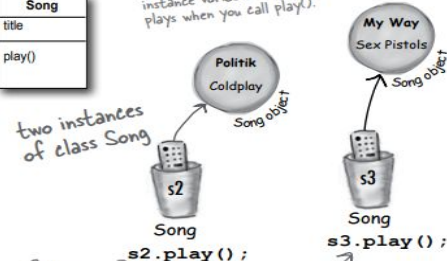 Song
title
play()
plays when you call play().
Politik
Coldplay
Song object
My Way
Sex Pistols
Song object
two instances
of class Song
s2
Song
s2.play();
s3
Song
s3.play();